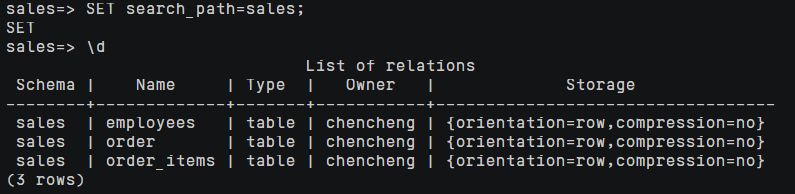 sales=> SET search_path=sales;
SET
sales=> \d
                              List of relations
 Schema |    Name     | Type  |   Owner   |             Storage
--------+-------------+-------+-----------+----------------------------------
 sales  | employees   | table | chencheng | {orientation=row,compression=no}
 sales  | order       | table | chencheng | {orientation=row,compression=no}
 sales  | order_items | table | chencheng | {orientation=row,compression=no}
(3 rows)